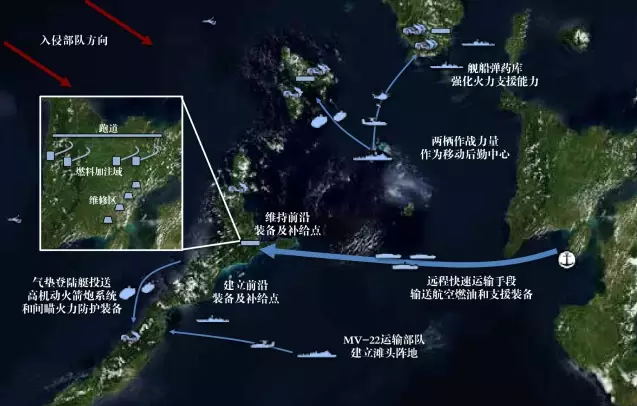 入侵部队方向
舰船弹药库
强化火力支援能力
跑道
燃料加注域
维修区
两栖作战力量
作为移动后勤中心
维持前沿
装备及补给点
气垫登陆艇投送
高机动火箭炮系统
和间瞄火力防护装备
建立前沿
装备及补给点
远程快速运输手段
输送航空燃油和支援装备
MV-22运输部队
建立滩头阵地